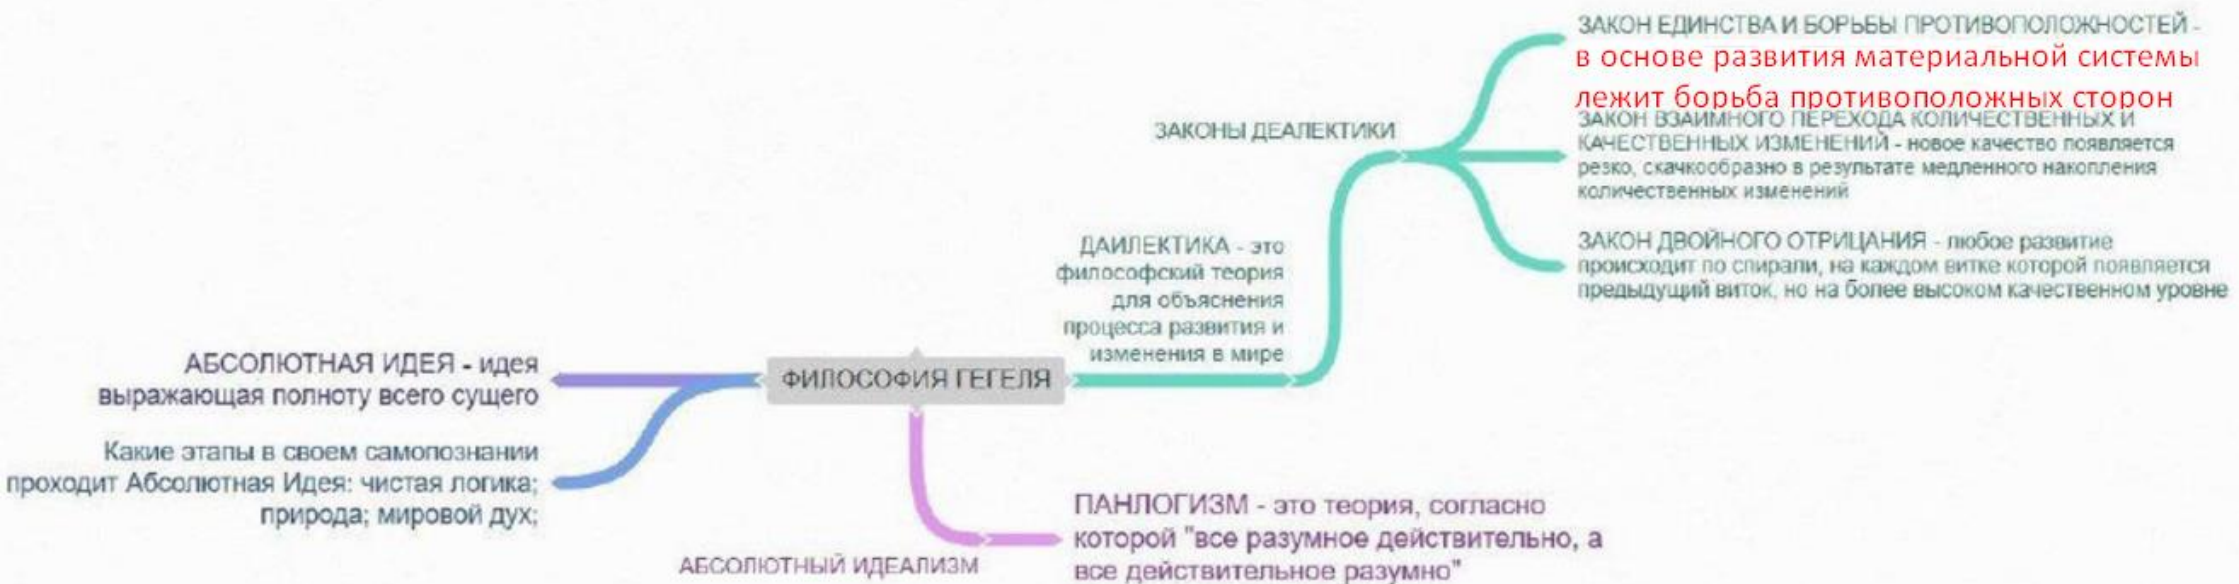 ЗАКОН ЕДИНСТВА И БОРЬБЫ ПРОТИВОПОЛОЖНОСТЕЙ -
в основе развития материальной системы
лежит борьба противоположных сторон
ЗАКОНЫ ДЕАЛЕКТИКИ
ЗАКОН ВЗАИМНОГО ПЕРЕХОДА КОЛИЧЕСТВЕННЫХ И
КАЧЕСТВЕННЫХ ИЗМЕНЕНИЙ - новое качество появляется
резко, скачкообразно в результате медленного накопления
количественных изменений
ЗАКОН ДВОЙНОГО ОТРИЦАНИЯ - любое развитие
происходит по спирали, на каждом витке которой появляется
предыдущий виток, но на более высоком качественном уровне
ДАИЛЕКТИКА - это
философский теория
для объяснения
процесса развития и
изменения в мире
ФИЛОСОФИЯ ГЕГЕЛЯ
АБСОЛЮТНАЯ ИДЕЯ - идея
выражающая полноту всего сущего
Какие этапы в своем самопознании
проходит Абсолютная Идея: чистая логика;
природа; мировой дух;
АБСОЛЮТНЫЙ ИДЕАЛИЗМ
ПАНЛОГИЗМ - это теория, согласно
которой "все разумное действительно, а
все действительное разумно"